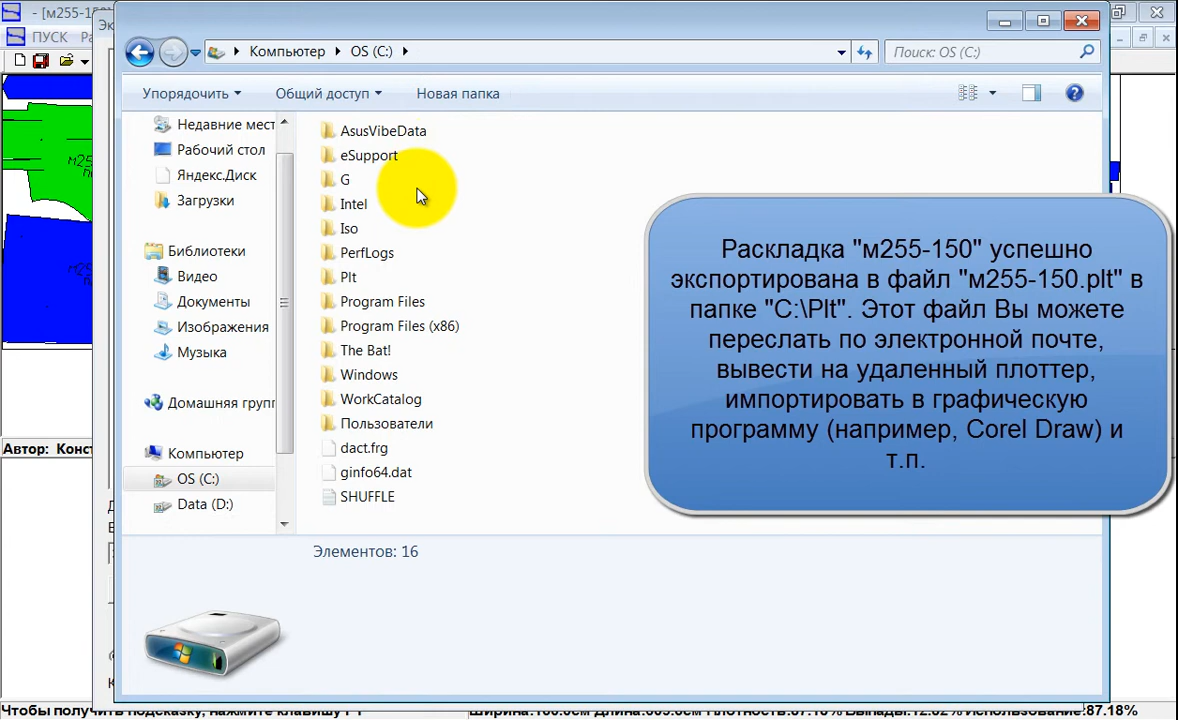 - [м255-15
Эк
ПУСК
Компьютер OS (C:)
Поиск: OS (C:)
Упорядочить Общий доступ Новая папка
Недавние мест
Рабочий стол
Яндекс.Диск
Загрузки
Библиотеки
Видео
Документы
Изображения
Музыка
Домашняя групп
Компьютер
OS (C:)
Data (D:)
AsusVibeData
eSupport
G
Intel
Iso
PerfLogs
Plt
Program Files
Program Files (x86)
The Bat!
Windows
WorkCatalog
Пользователи
dact.frg
ginfo64.dat
SHUFFLE
Раскладка "м255-150" успешно
экспортирована в файл "м255-150.plt" в
папке "C:\Plt". Этот файл Вы можете
переслать по электронной почте,
вывести на удаленный плоттер,
импортировать в графическую
программу (например, Corel Draw) и
т.п.
Элементов: 16
Автор: Конст
Чтобы получить подсказку, нажмите клавишу F1